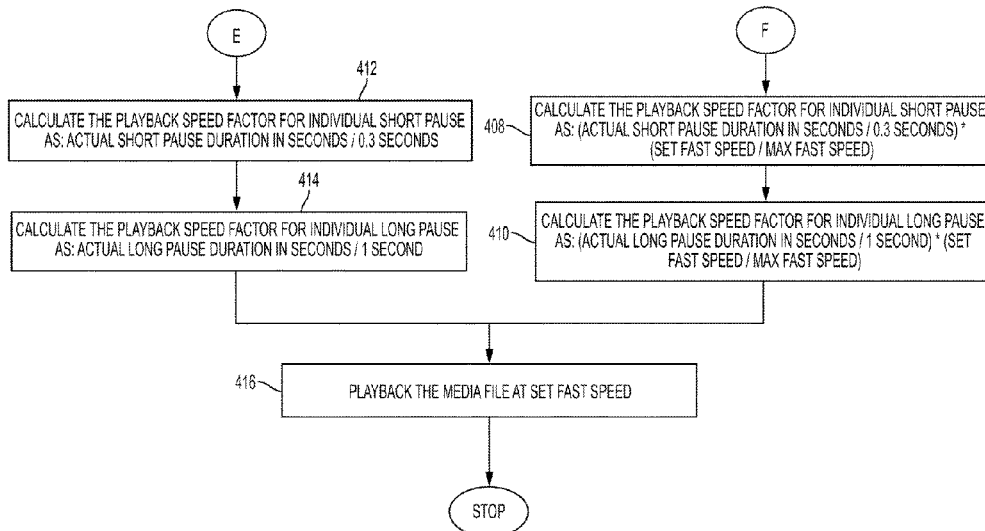 E
412
CALCULATE THE PLAYBACK SPEED FACTOR FOR INDIVIDUAL SHORT PAUSE
AS: ACTUAL SHORT PAUSE DURATION IN SECONDS / 0.3 SECONDS
414
CALCULATE THE PLAYBACK SPEED FACTOR FOR INDIVIDUAL LONG PAUSE
AS: ACTUAL LONG PAUSE DURATION IN SECONDS / 1 SECOND
F
408
CALCULATE THE PLAYBACK SPEED FACTOR FOR INDIVIDUAL SHORT PAUSE
AS: (ACTUAL SHORT PAUSE DURATION IN SECONDS / 0.3 SECONDS) *
(SET FAST SPEED / MAX FAST SPEED)
410
CALCULATE THE PLAYBACK SPEED FACTOR FOR INDIVIDUAL LONG PAUSE
AS: (ACTUAL LONG PAUSE DURATION IN SECONDS / 1 SECOND) * (SET
FAST SPEED / MAX FAST SPEED)
416
PLAYBACK THE MEDIA FILE AT SET FAST SPEED
STOP